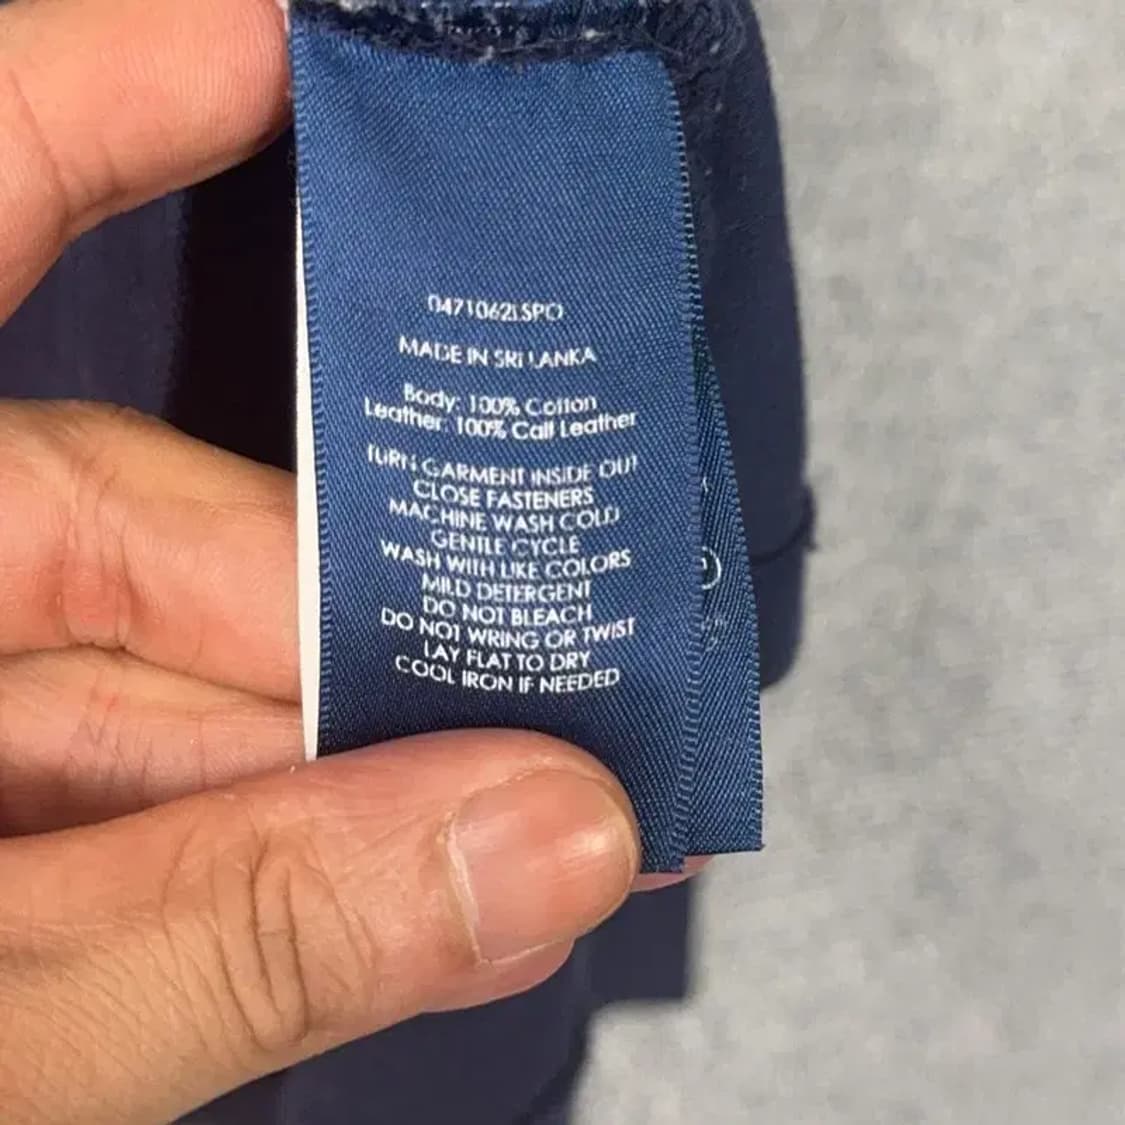 0471062LSPO
MADE IN SRI LANKA
Body: 100% Cotton
Leather: 100% Calf Leather
TURN GARMENT INSIDE OUT
CLOSE FASTENERS
MACHINE WASH COLD
GENTLE CYCLE
WASH WITH LIKE COLORS
MILD DETERGENT
DO NOT BLEACH
DO NOT WRING OR TWIST
LAY FLAT TO DRY
COOL IRON IF NEEDED